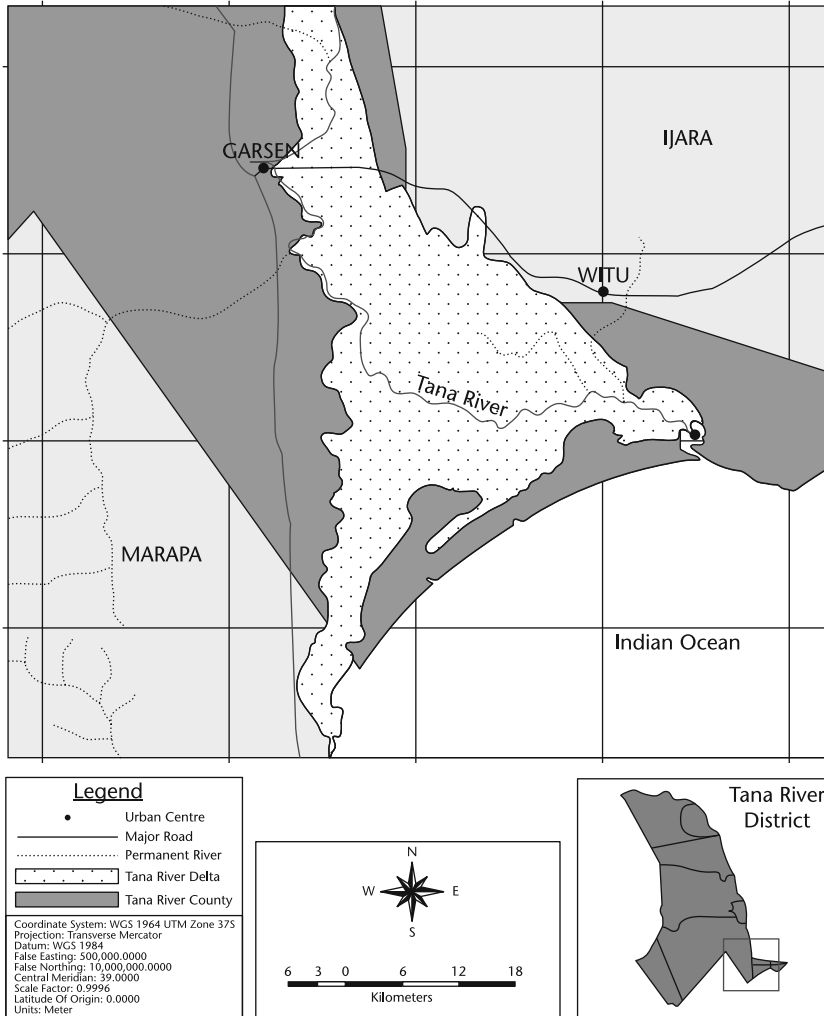 GARSEN
IJARA
WITU
Tana River
MARAPA
Indian Ocean
Legend
Urban Centre
Major Road
Permanent River
Tana River Delta
Tana River County
Coordinate System: WGS 1964 UTM Zone 37S
Projection: Transverse Mercator
Datum: WGS 1984
False Easting: 500,000.0000
False Northing: 10,000,000.0000
Central Meridian: 39.0000
Scale Factor: 0.9996
Latitude Of Origin: 0.0000
Units: Meter
N
W E
S
6 3 0 6 12 18
Kilometers
Tana River
District